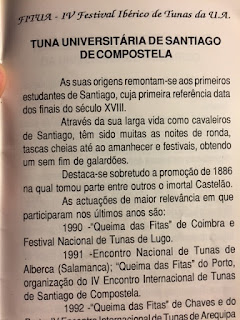 FITUA - IV Festival Ibérico de Tunas da U.A.
TUNA UNIVERSITÁRIA DE SANTIAGO
DE COMPOSTELA
As suas origens remontam-se aos primeiros
estudantes de Santiago, cuja primeira referência data
dos finais do século XVIII.
Através da sua larga vida como cavaleiros
de Santiago, têm sido muitas as noites de ronda,
tascas cheias até ao amanhecer e festivais, obtendo
um sem fim de galardões.
Destaca-se sobretudo a promoção de 1886
na qual tomou parte entre outros o imortal Castelão.
As actuações de maior relevância em que
participaram nos últimos anos são:
1990 -"Queima das Fitas" de Coimbra e
Festival Nacional de Tunas de Lugo.
1991 -Encontro Nacional de Tunas de
Alberca (Salamanca); "Queima das Fitas" do Porto,
organização do IV Encontro Internacional de Tunas
de Santiago de Compostela.
1992 -"Queima das Fitas" de Chaves e do
Encontro Internacional de Tunas de Arequipa